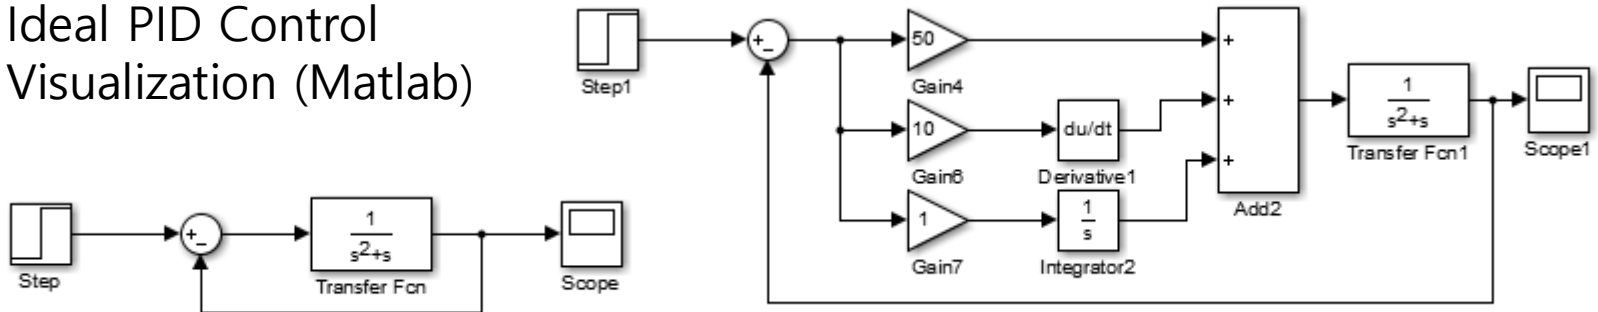 Ideal PID Control
Visualization (Matlab)
Step
+
−
1
s2+s
Transfer Fcn
Scope
Step1
+
−
50
Gain4
10
Gain6
1
Gain7
du/dt
Derivative1
1
s
Integrator2
+
+
+
Add2
1
s2+s
Transfer Fcn1
Scope1